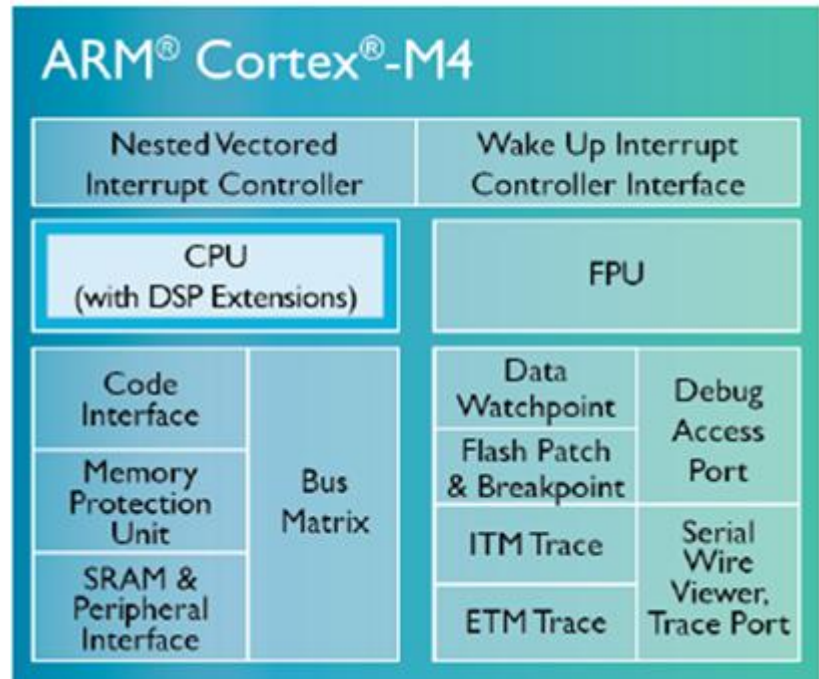 ARM® Cortex®-M4
Nested Vectored
Interrupt Controller
Wake Up Interrupt
Controller Interface
CPU
(with DSP Extensions)
FPU
Code
Interface
Memory
Protection
Unit
SRAM &
Peripheral
Interface
Bus
Matrix
Data
Watchpoint
Flash Patch
& Breakpoint
ITM Trace
ETM Trace
Debug
Access
Port
Serial
Wire
Viewer,
Trace Port